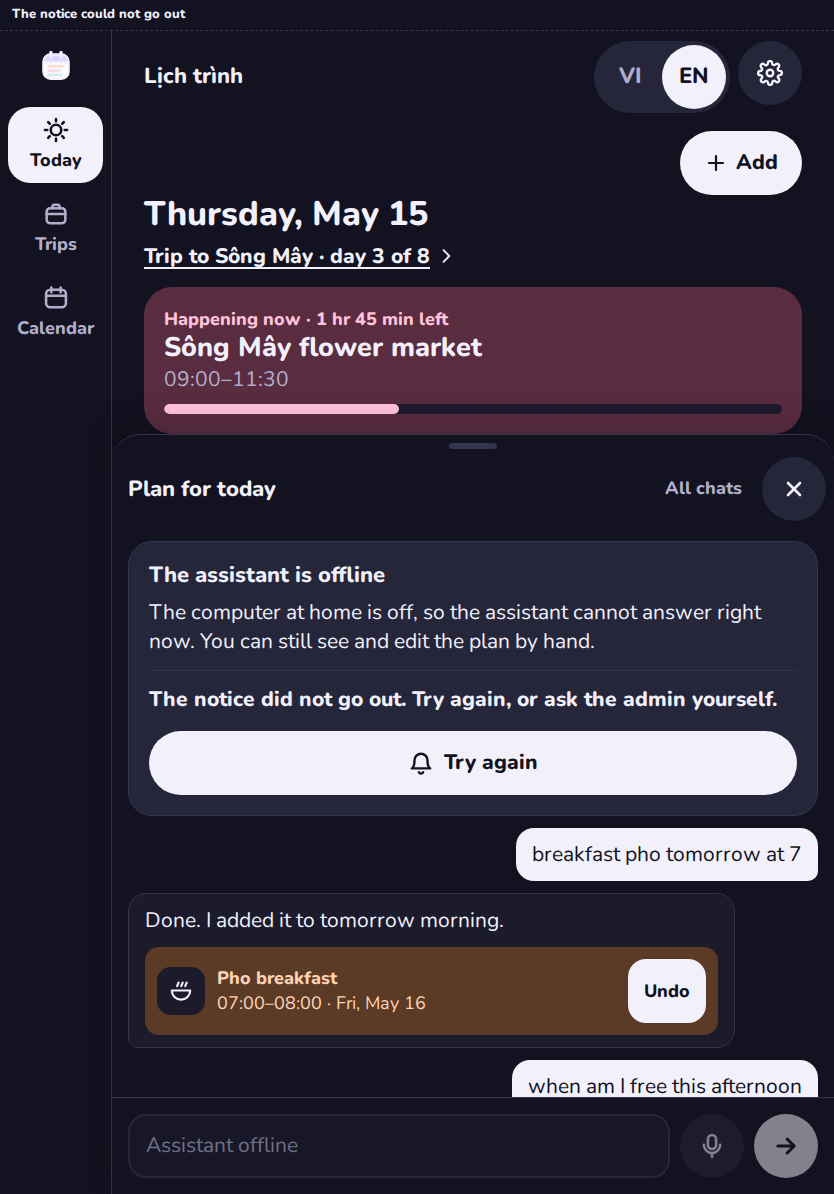 The notice could not go out
Lịch trình
VI
EN
Today
Trips
Calendar
Add
Thursday, May 15
Trip to Sông Mây · day 3 of 8
Happening now · 1 hr 45 min left
Sông Mây flower market
09:00–11:30
Plan for today
All chats
The assistant is offline
The computer at home is off, so the assistant cannot answer right
now. You can still see and edit the plan by hand.
The notice did not go out. Try again, or ask the admin yourself.
Try again
breakfast pho tomorrow at 7
Done. I added it to tomorrow morning.
Pho breakfast
07:00–08:00 · Fri, May 16
Undo
when am I free this afternoon
Assistant offline